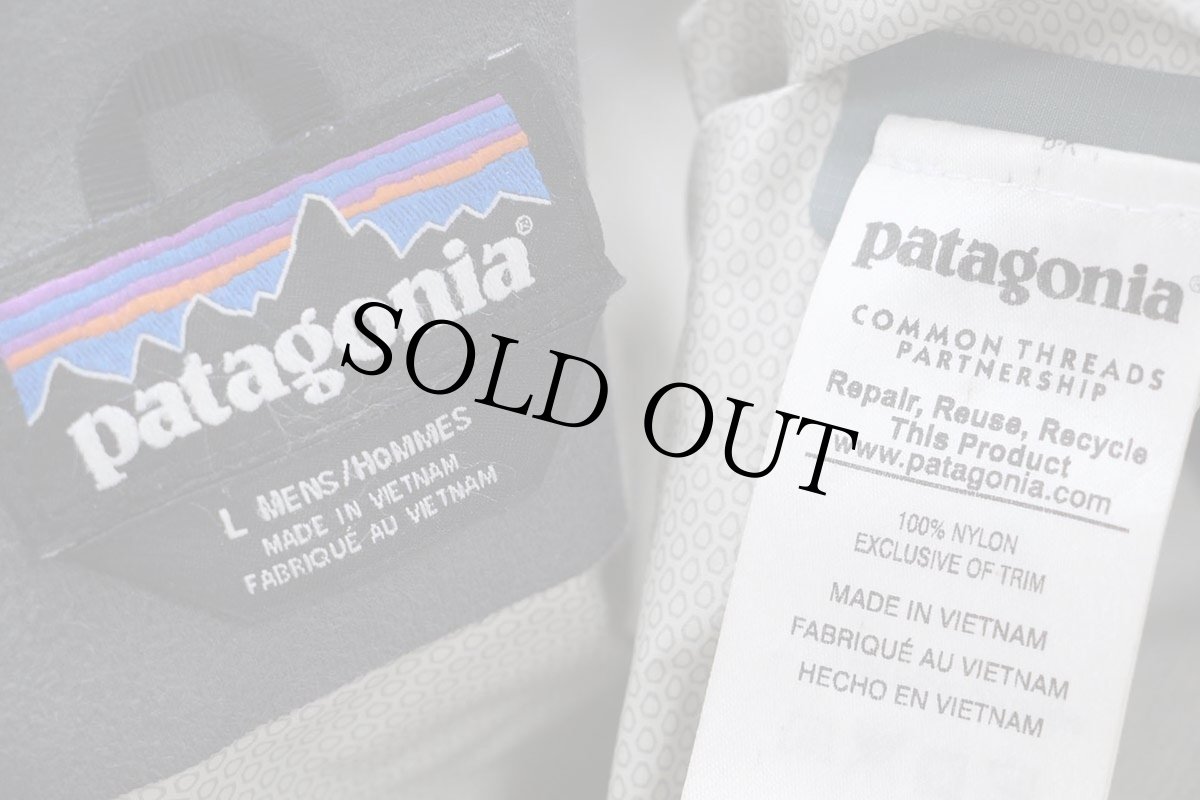 patagonia®
L MENS/HOMMES
MADE IN VIETNAM
FABRIQUÉ AU VIETNAM
SOLD OUT
patagonia®
COMMON THREADS
PARTNERSHIP
Repair, Reuse, Recycle
This Product
www.patagonia.com
100% NYLON
EXCLUSIVE OF TRIM
MADE IN VIETNAM
FABRIQUÉ AU VIETNAM
HECHO EN VIETNAM